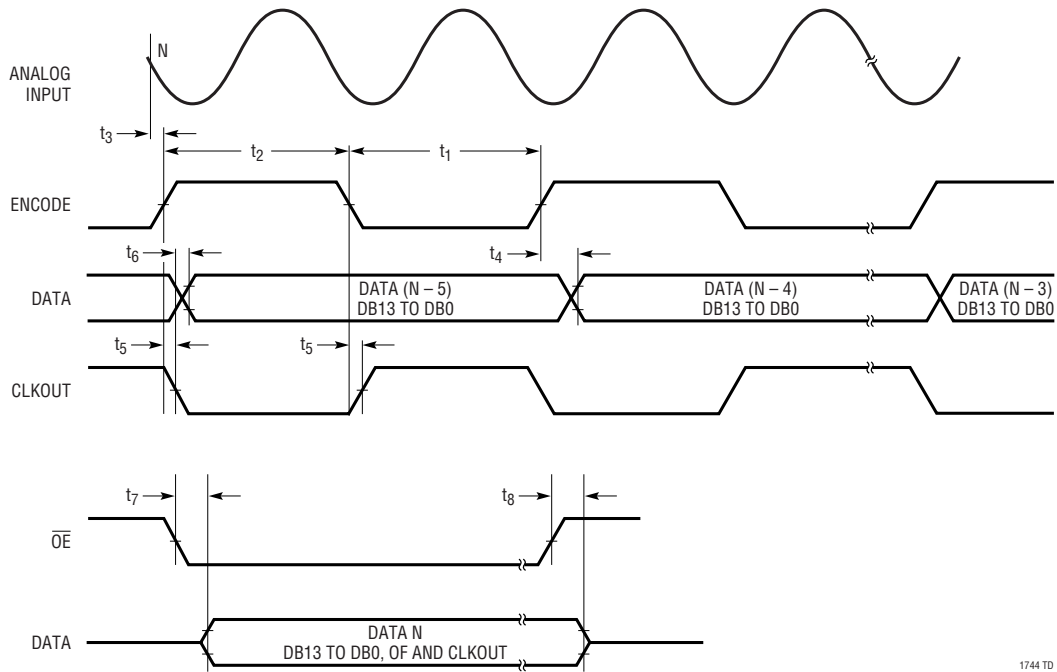 ANALOG
INPUT
N
t3
t2
t1
ENCODE
t6
t4
DATA
DATA (N – 5)
DB13 TO DB0
DATA (N – 4)
DB13 TO DB0
DATA (N – 3)
DB13 TO DB0
t5
t5
CLKOUT
t7
t8
OE
DATA
DATA N
DB13 TO DB0, OF AND CLKOUT
1744 TD